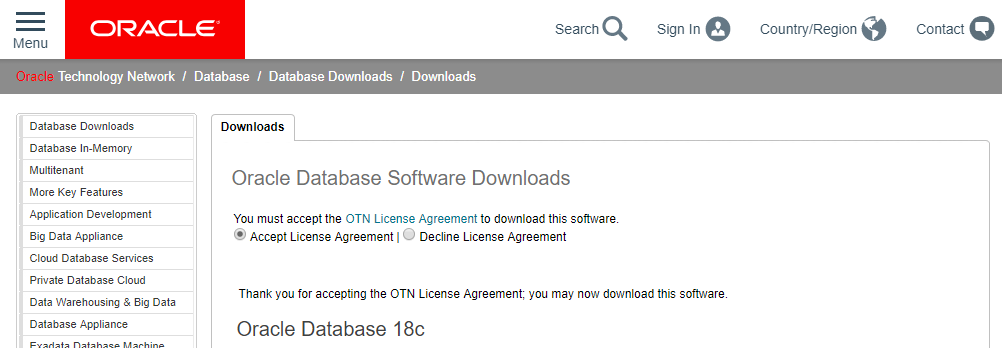 Menu
ORACLE
Search
Sign In
Country/Region
Contact
Oracle Technology Network / Database / Database Downloads / Downloads
Database Downloads
Database In-Memory
Multitenant
More Key Features
Application Development
Big Data Appliance
Cloud Database Services
Private Database Cloud
Data Warehousing & Big Data
Database Appliance
Exadata Database Machine
Downloads
Oracle Database Software Downloads
You must accept the OTN License Agreement to download this software.
Accept License Agreement | Decline License Agreement
Thank you for accepting the OTN License Agreement; you may now download this software.
Oracle Database 18c